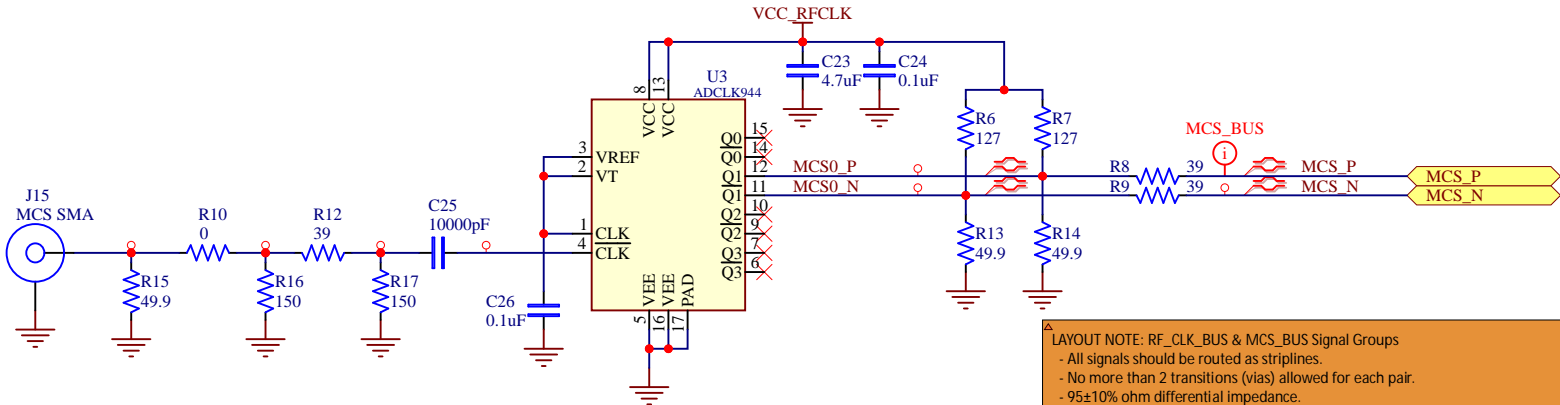 VCC_RFCLK
C23
4.7uF
C24
0.1uF
U3
ADCLK944
8
13
VCC
VCC
R6
127
R7
127
MCS_BUS
i
3
VREF
2
VT
1
CLK
4
CLK
Q0
15
Q0
14
Q1
12
Q1
11
Q2
10
Q2
9
Q3
7
Q3
6
MCS0_P
MCS0_N
R8
39
R9
39
MCS_P
MCS_N
MCS_P
MCS_N
J15
MCS SMA
R10
0
R12
39
C25
10000pF
R15
49.9
R16
150
R17
150
C26
0.1uF
VEE
VEE
PAD
5
16
17
R13
49.9
R14
49.9
LAYOUT NOTE: RF_CLK_BUS & MCS_BUS Signal Groups
- All signals should be routed as striplines.
- No more than 2 transitions (vias) allowed for each pair.
- 95±10% ohm differential impedance.